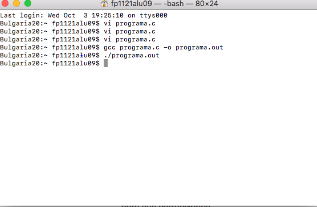 fp1121alu09 — -bash — 80×24
Last login: Wed Oct  3 19:25:10 on ttys000
Bulgaria20:~ fp1121alu09$ vi programa.c
Bulgaria20:~ fp1121alu09$ vi programa.c
Bulgaria20:~ fp1121alu09$ vi programa.c
Bulgaria20:~ fp1121alu09$ gcc programa.c -o programa.out
Bulgaria20:~ fp1121alu09$ ./programa.out
Bulgaria20:~ fp1121alu09$